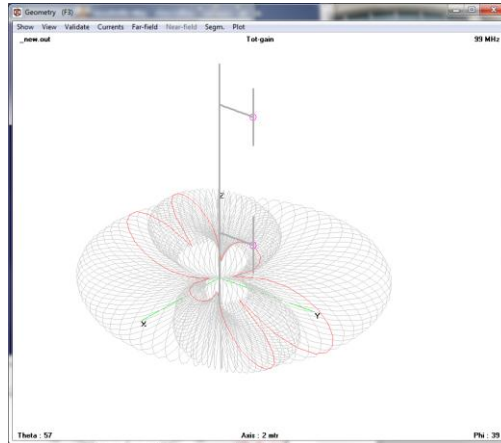 Geometry (F3)
Show View Validate Currents Far-field Near-field Segm. Plot
_new.out Tot-gain 99 MHz
Z
X Y
Theta : 57 Axis : 2 mtr Phi : 39